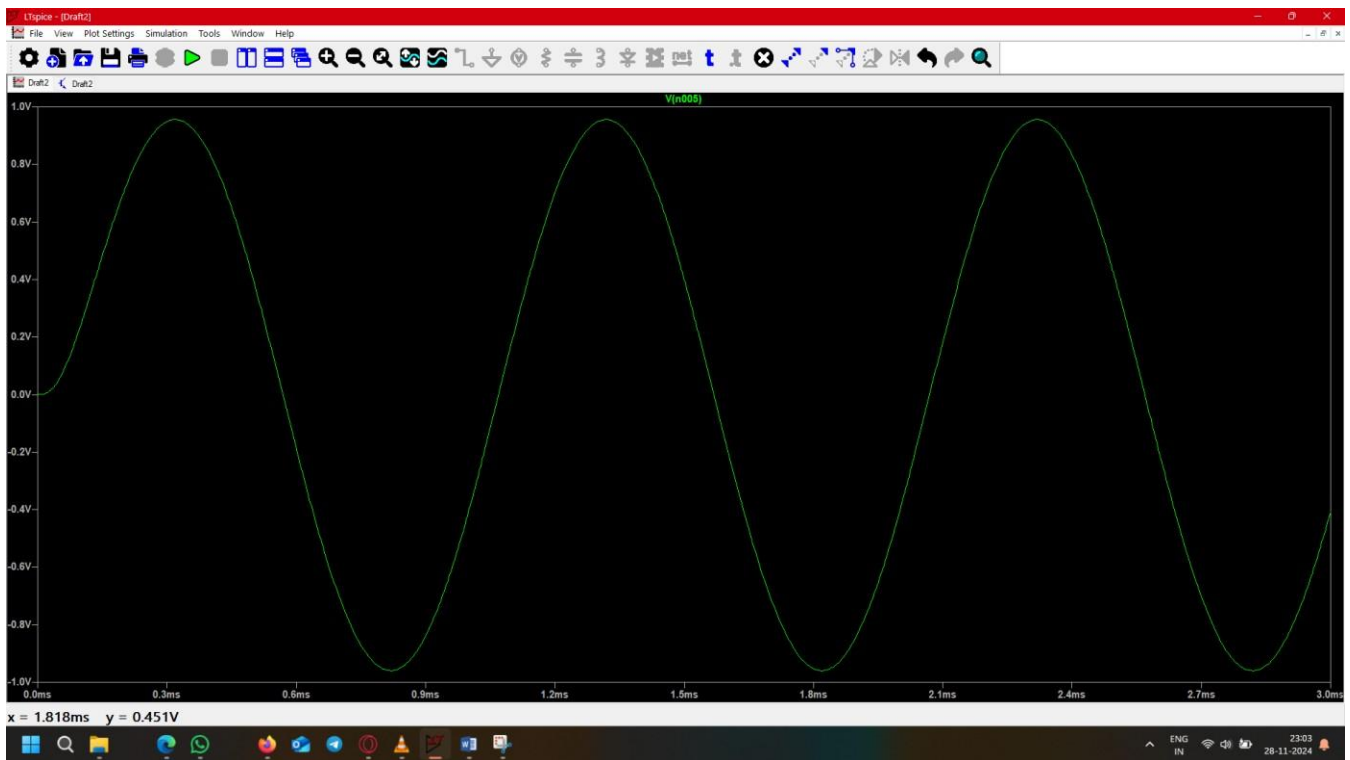 LTspice - [Draft2]
File View Plot Settings Simulation Tools Window Help
net t t
Draft2 Draft2
V(n005)
1.0V
0.8V
0.6V
0.4V
0.2V
0.0V
-0.2V
-0.4V
-0.6V
-0.8V
-1.0V
0.0ms 0.3ms 0.6ms 0.9ms 1.2ms 1.5ms 1.8ms 2.1ms 2.4ms 2.7ms 3.0ms
x = 1.818ms y = 0.451V
ENG 23:03
IN 28-11-2024